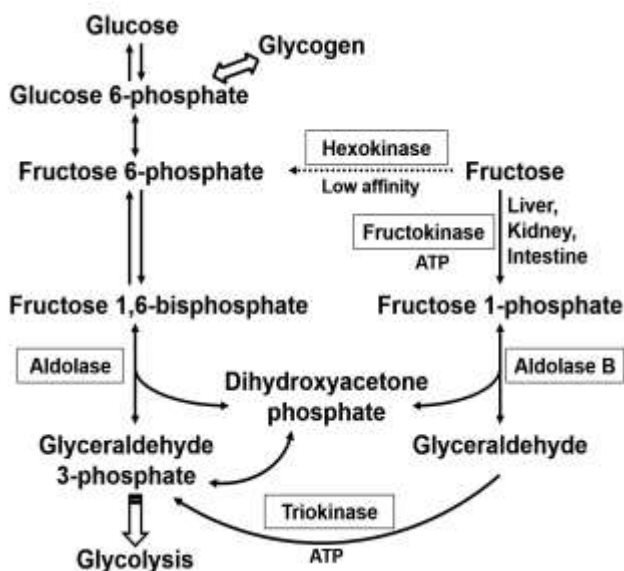 Glucose
Glycogen
Glucose 6-phosphate
Hexokinase
Fructose 6-phosphate
Low affinity
Fructose
Fructokinase
ATP
Liver,
Kidney,
Intestine
Fructose 1,6-bisphosphate
Fructose 1-phosphate
Aldolase
Dihydroxyacetone
phosphate
Aldolase B
Glyceraldehyde
3-phosphate
Glyceraldehyde
Triokinase
ATP
Glycolysis